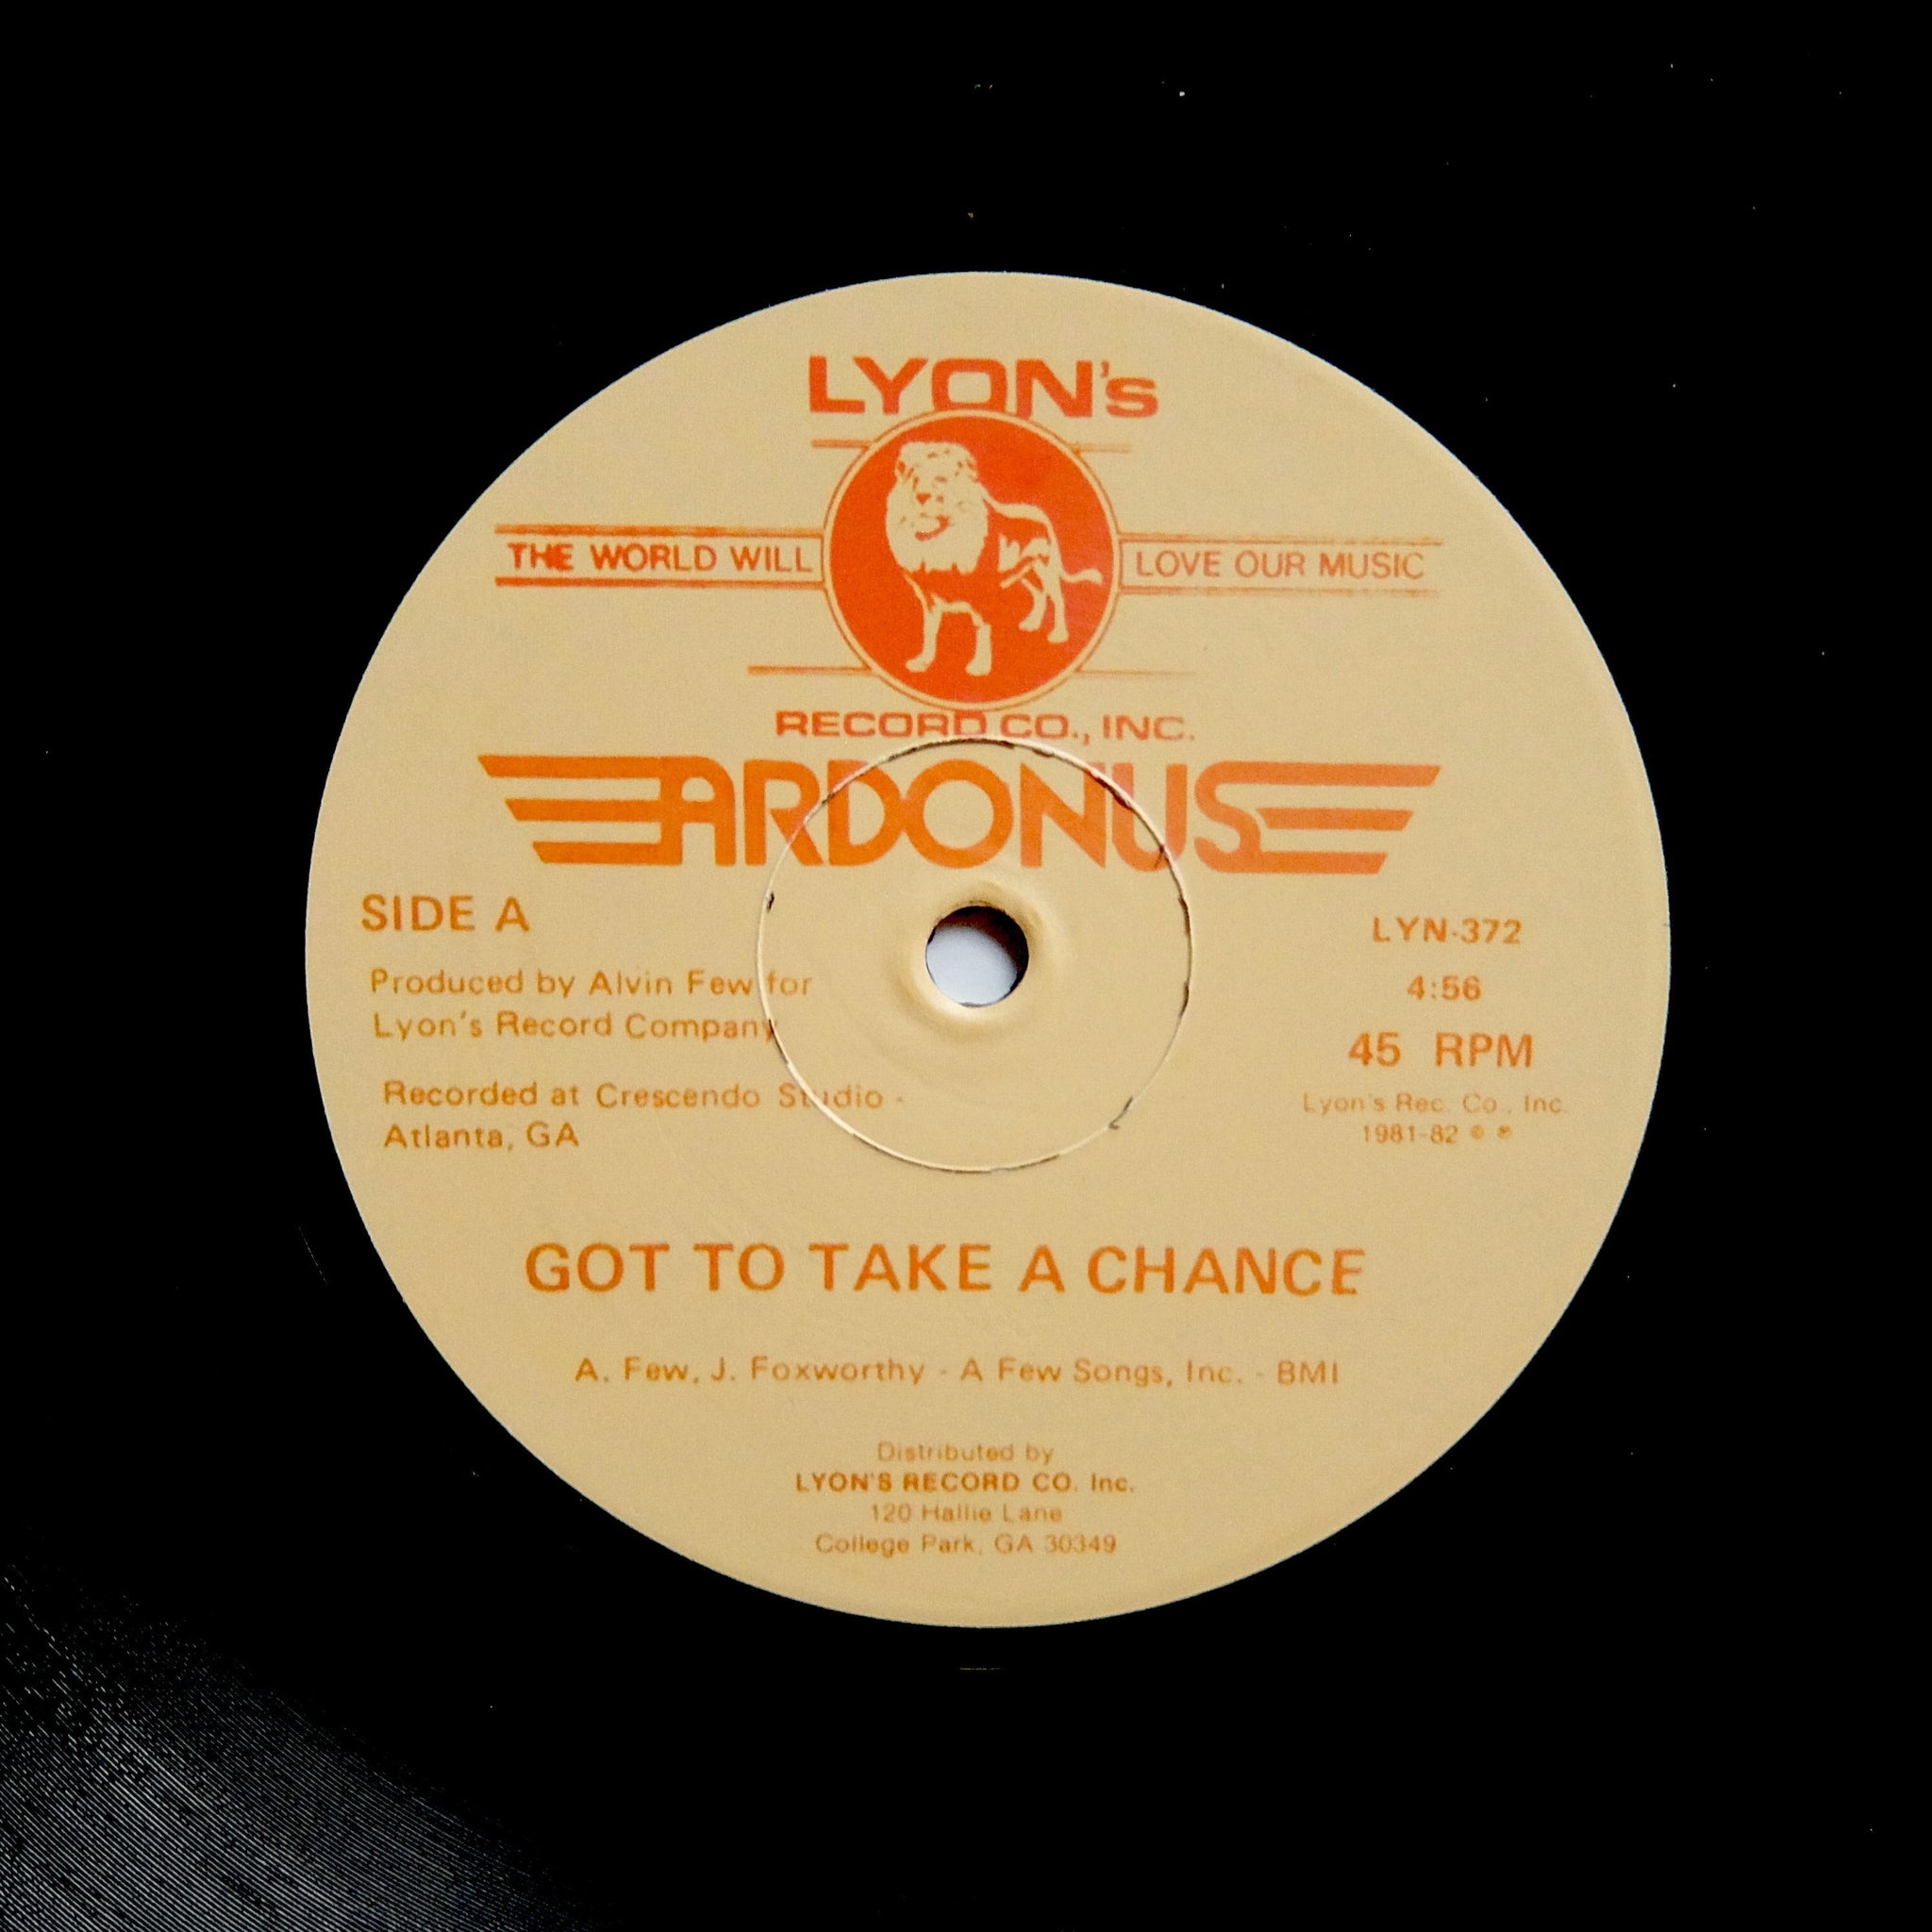 LYON's
THE WORLD WILL LOVE OUR MUSIC
RECORD CO., INC.
ARDONUS
SIDE A
Produced by Alvin Few for
Lyon's Record Company
Recorded at Crescendo Studio -
Atlanta, GA
LYN-372
4:56
45 RPM
Lyon's Rec. Co., Inc.
1981-82 © ℗
GOT TO TAKE A CHANCE
A. Few, J. Foxworthy - A Few Songs, Inc. - BMI
Distributed by
LYON'S RECORD CO. Inc.
120 Hallie Lane
College Park, GA 30349